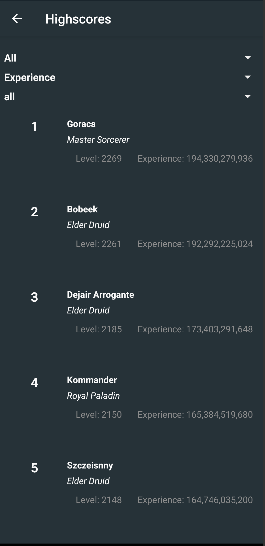 Highscores
All
Experience
all
1 Goraca
Master Sorcerer
Level: 2269 Experience: 194,330,279,936
2 Bobeek
Elder Druid
Level: 2261 Experience: 192,292,225,024
3 Dejair Arrogante
Elder Druid
Level: 2185 Experience: 173,403,291,648
4 Kommander
Royal Paladin
Level: 2150 Experience: 165,384,519,680
5 Szczeisnny
Elder Druid
Level: 2148 Experience: 164,746,035,200